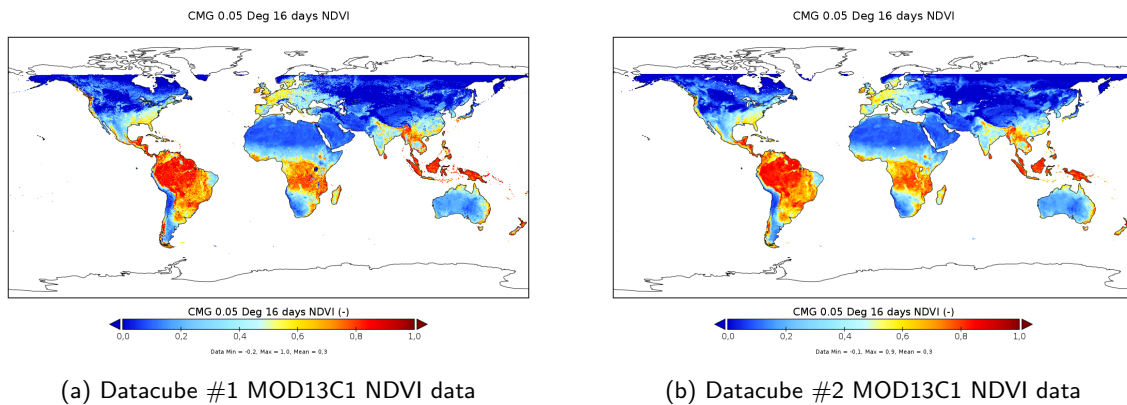 CMG 0.05 Deg 16 days NDVI
CMG 0.05 Deg 16 days NDVI (-)
0,0 0,2 0,4 0,6 0,8 1,0
Data Min = -0,2, Max = 1,0, Mean = 0,3
(a) Datacube #1 MOD13C1 NDVI data
CMG 0.05 Deg 16 days NDVI
CMG 0.05 Deg 16 days NDVI (-)
0,0 0,2 0,4 0,6 0,8 1,0
Data Min = -0,1, Max = 0,9, Mean = 0,3
(b) Datacube #2 MOD13C1 NDVI data